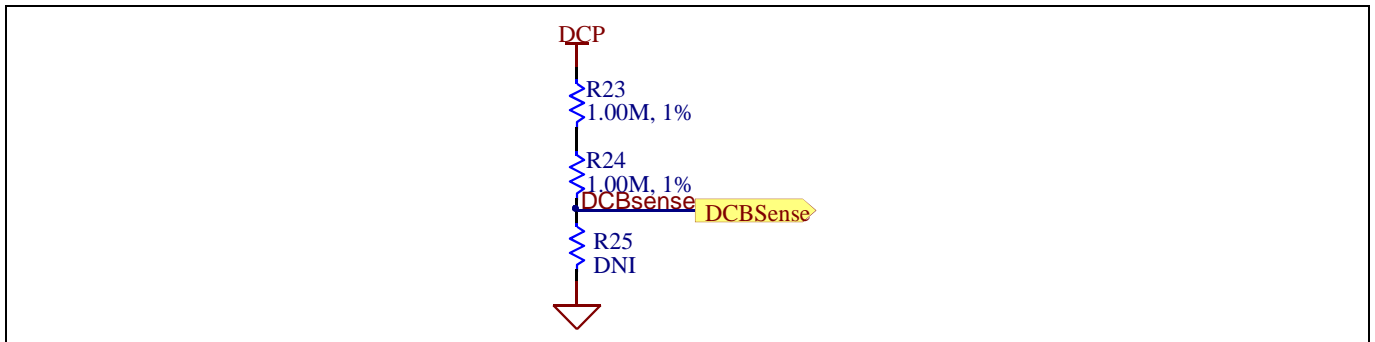 DCP
R23
1.00M, 1%
R24
1.00M, 1%
DCBsense
DCBSense
R25
DNI